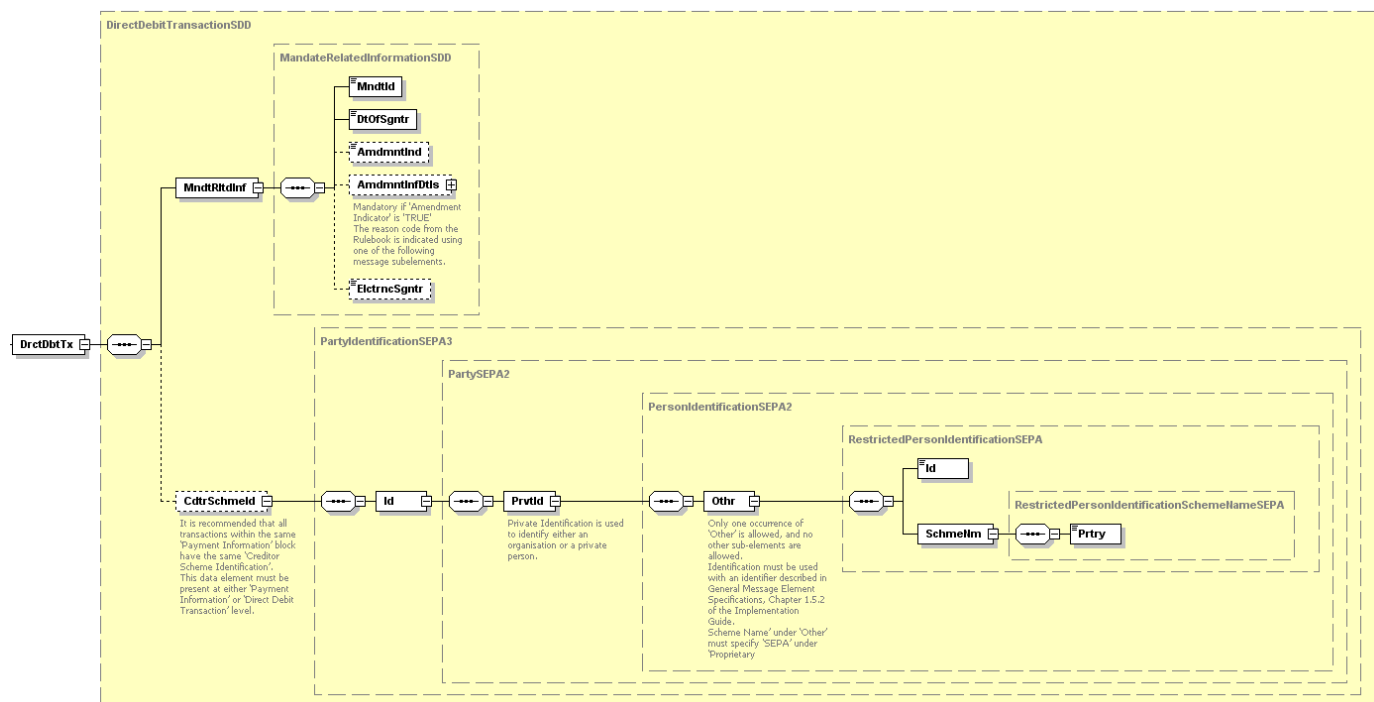 DirectDebitTransactionSDD
MandateRelatedInformationSDD
MndtId
DtOfSgntr
AmdmntInd
MndtRltdInf
AmdmntInfDtls
Mandatory if 'Amendment
Indicator' is 'TRUE'
The reason code from the
Rulebook is indicated using
one of the following
message subelements.
ElctrncSgntr
DrctDbtTx
PartyIdentificationSEPA3
PartySEPA2
PersonIdentificationSEPA2
RestrictedPersonIdentificationSEPA
Id
CdtrSchmeId
Id
PrvtId
Othr
RestrictedPersonIdentificationSchemeNameSEPA
SchmeNm
Prtry
It is recommended that all
transactions within the same
'Payment Information' block
have the same 'Creditor
Scheme Identification'.
This data element must be
present at either 'Payment
Information' or 'Direct Debit
Transaction' level.
Private Identification is used
to identify either an
organisation or a private
person.
Only one occurrence of
'Other' is allowed, and no
other sub-elements are
allowed.
Identification must be used
with an identifier described in
General Message Element
Specifications, Chapter 1.5.2
of the Implementation
Guide.
Scheme Name' under 'Other'
must specify 'SEPA' under
'Proprietary